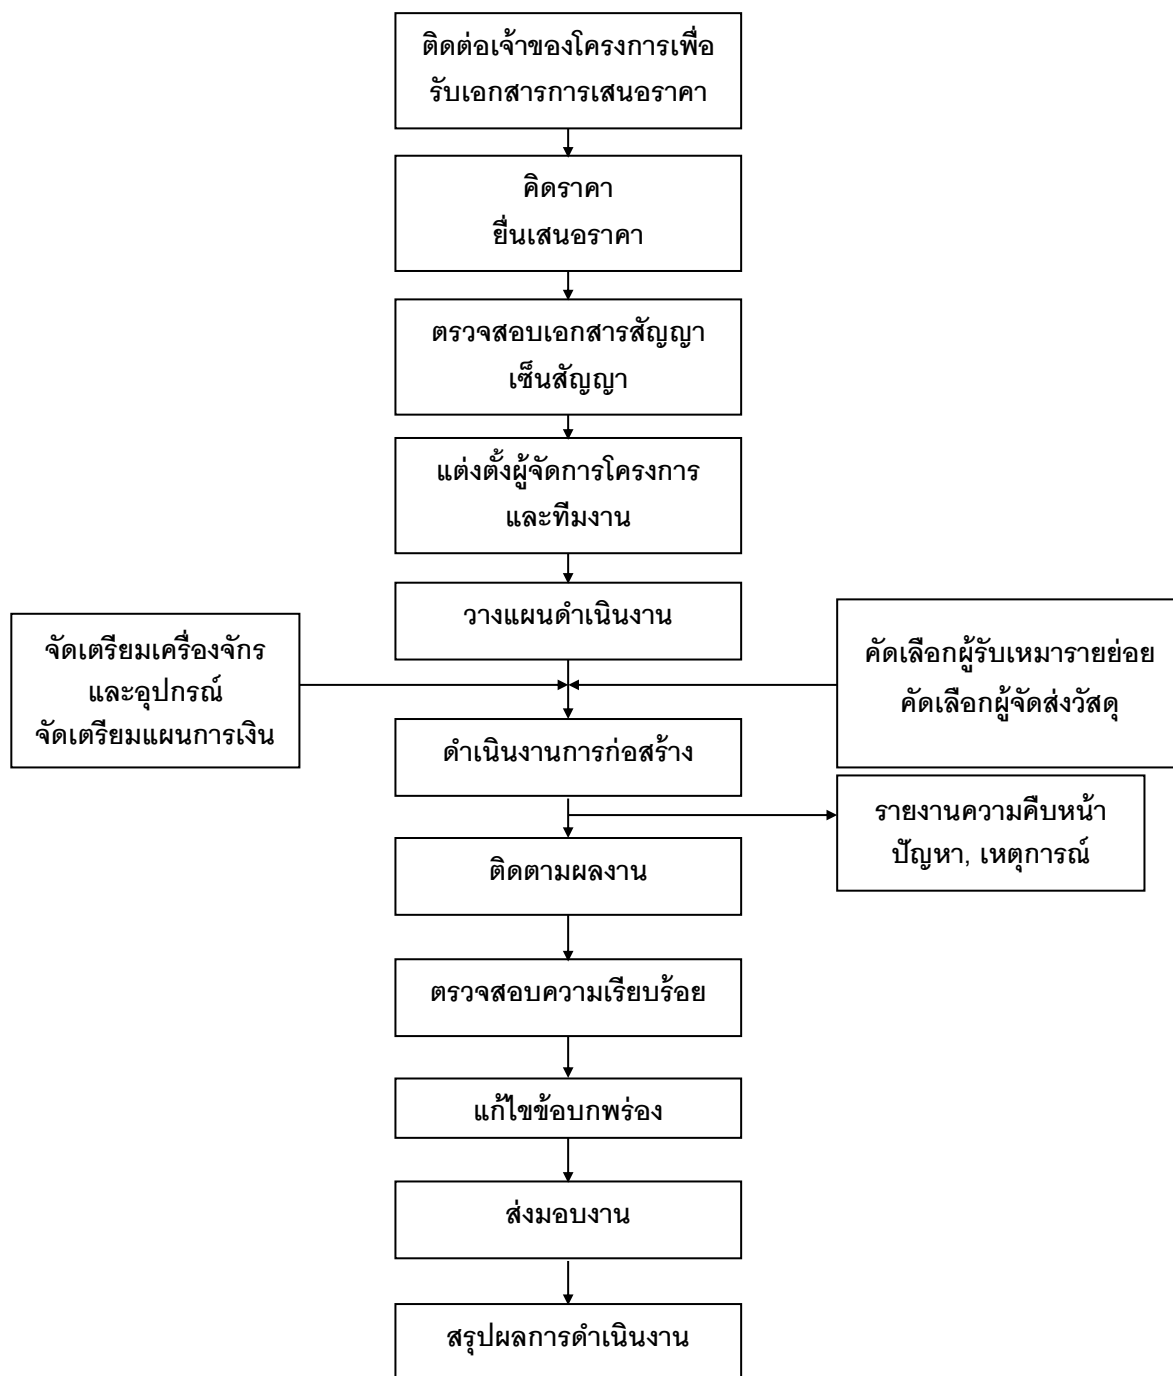 ติดต่อเจ้าของโครงการเพื่อ
รับเอกสารการเสนอราคา
คิดราคา
ยื่นเสนอราคา
ตรวจสอบเอกสารสัญญา
เซ็นสัญญา
แต่งตั้งผู้จัดการโครงการ
และทีมงาน
วางแผนดำเนินงาน
จัดเตรียมเครื่องจักร
และอุปกรณ์
จัดเตรียมแผนการเงิน
คัดเลือกผู้รับเหมารายย่อย
คัดเลือกผู้จัดส่งวัสดุ
ดำเนินงานการก่อสร้าง
รายงานความคืบหน้า
ปัญหา, เหตุการณ์
ติดตามผลงาน
ตรวจสอบความเรียบร้อย
แก้ไขข้อบกพร่อง
ส่งมอบงาน
สรุปผลการดำเนินงาน